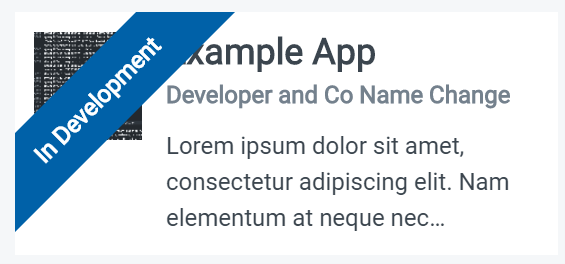 In Development
xample App
Developer and Co Name Change
Lorem ipsum dolor sit amet,
consectetur adipiscing elit. Nam
elementum at neque nec...